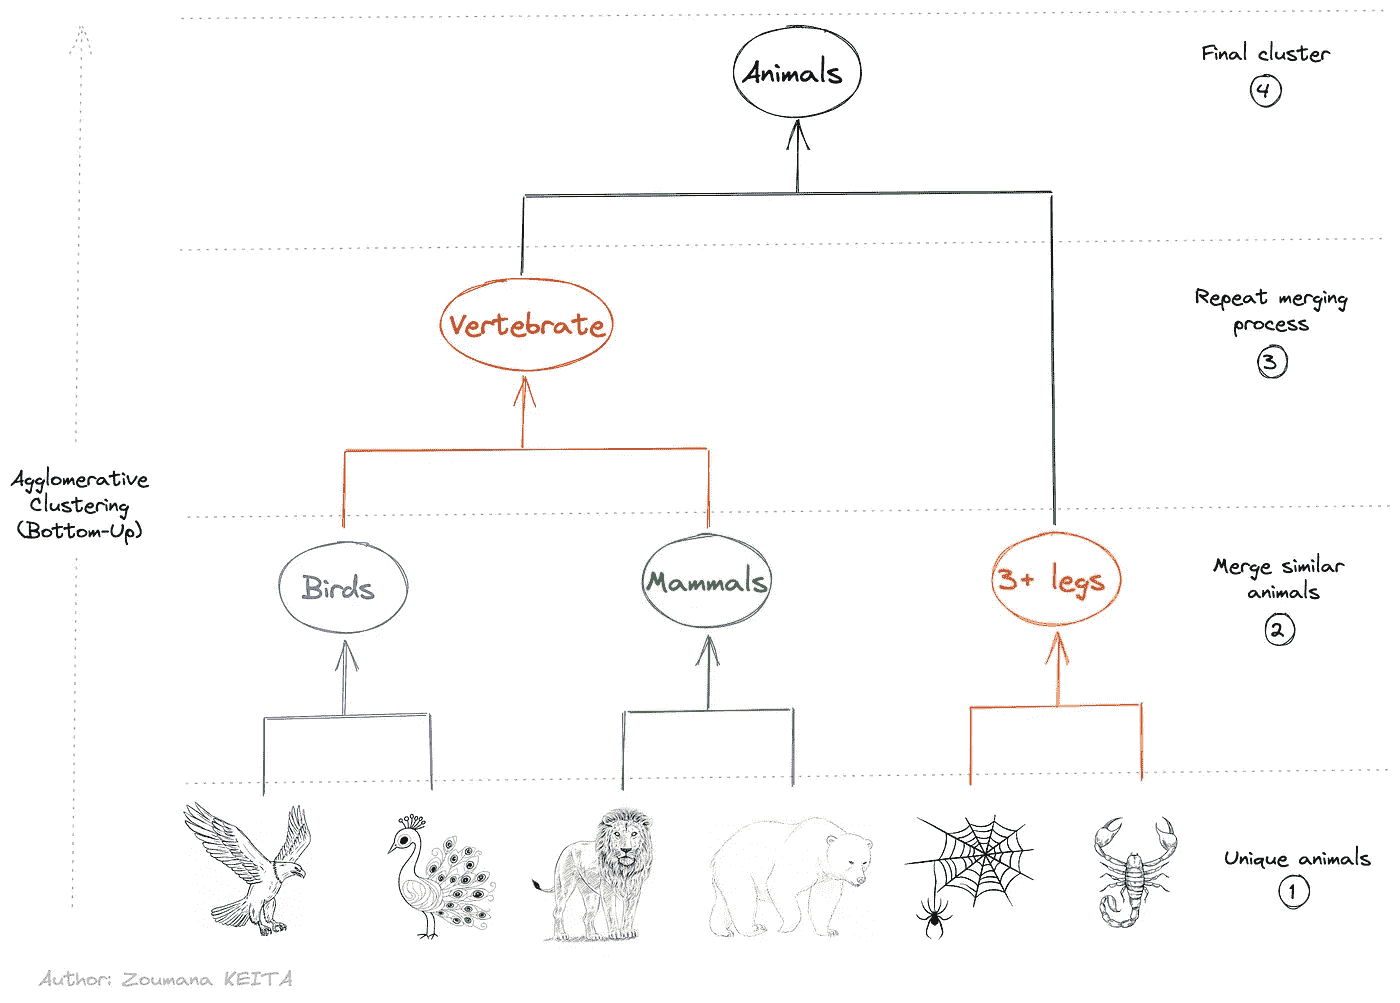 Animals
Final cluster
4
Vertebrate
Repeat merging
process
3
Agglomerative
Clustering
(Bottom-Up)
Birds
Mammals
3+ legs
Merge similar
animals
2
Unique animals
1
Author: Zoumana KEITA